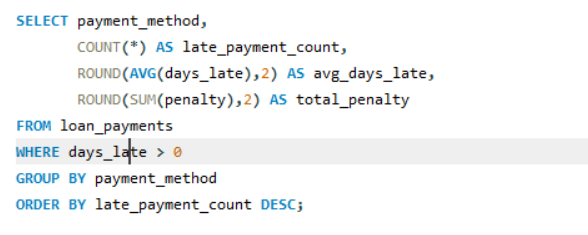 SELECT payment_method,
COUNT(*) AS late_payment_count,
ROUND(AVG(days_late),2) AS avg_days_late,
ROUND(SUM(penalty),2) AS total_penalty
FROM loan_payments
WHERE days_late > 0
GROUP BY payment_method
ORDER BY late_payment_count DESC;